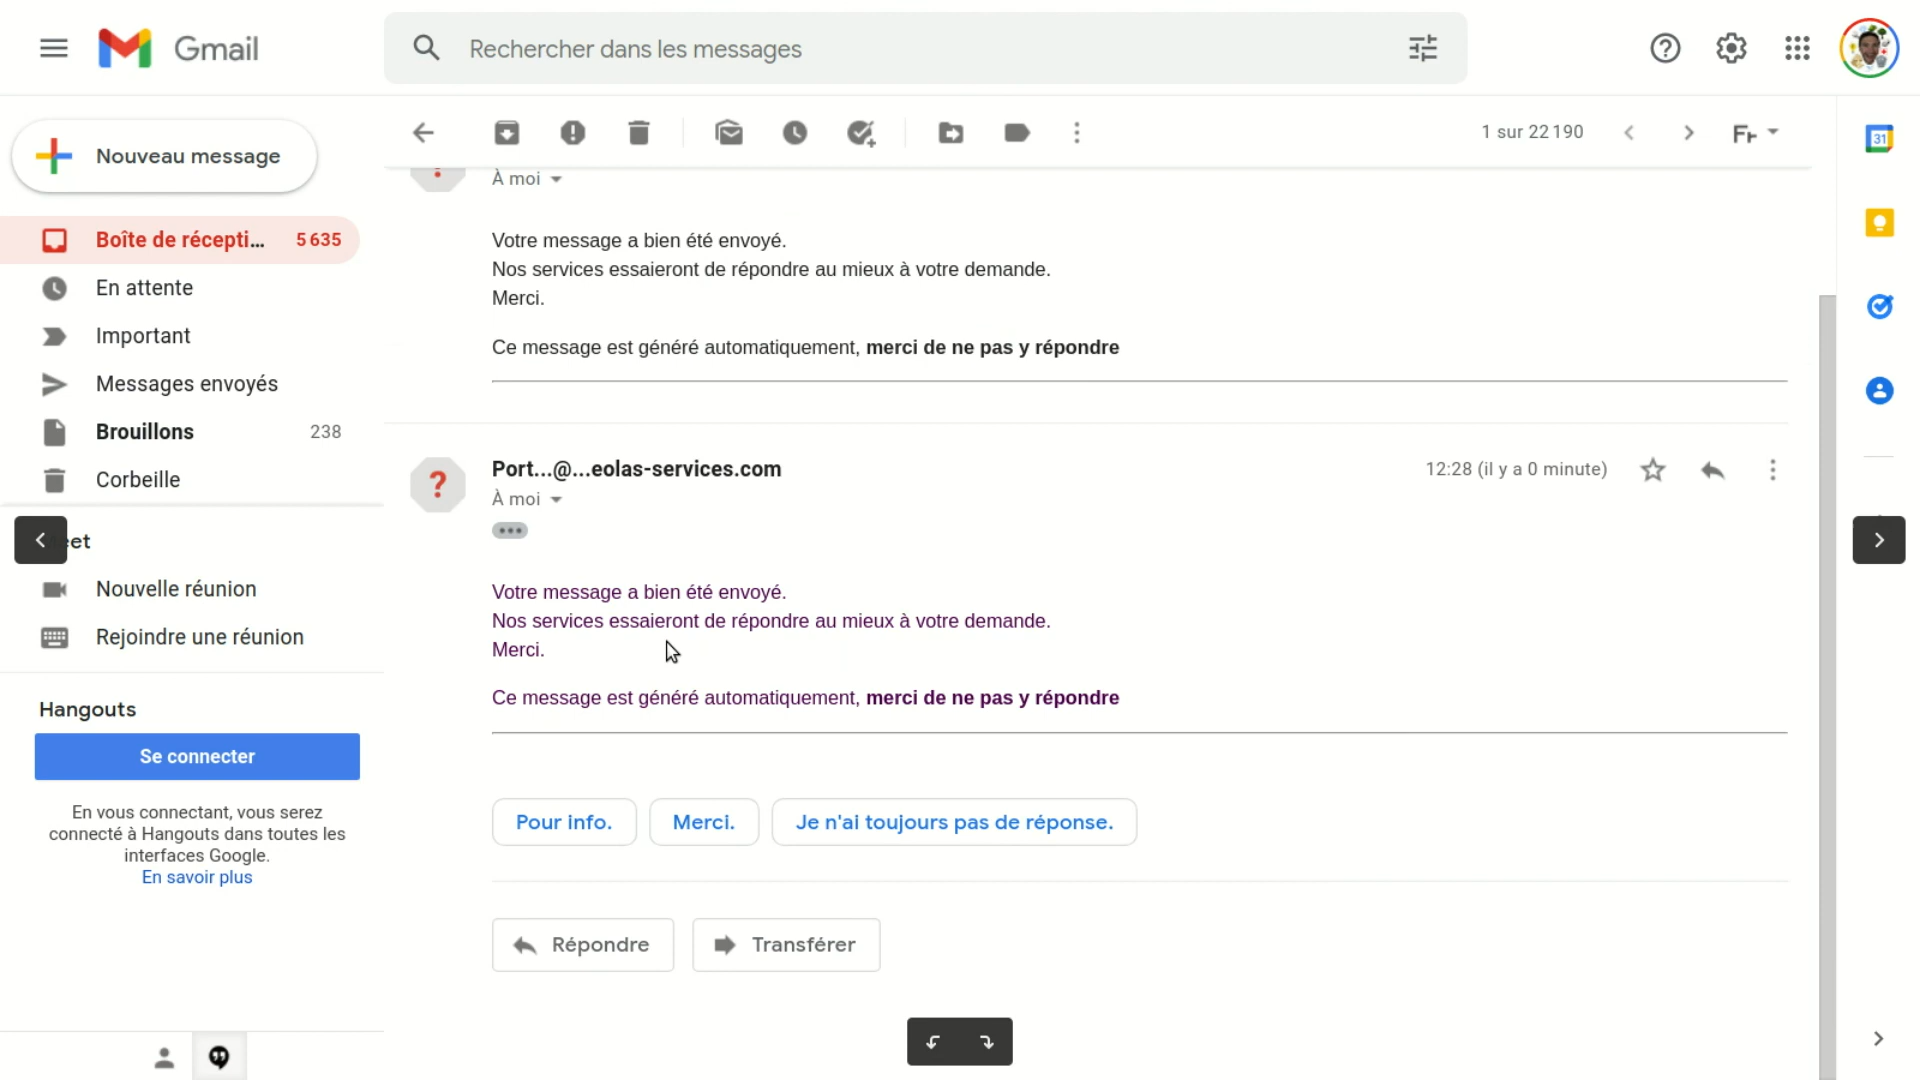 Gmail
Rechercher dans les messages
Nouveau message
1 sur 22 190
Fr
À moi
Boîte de récepti... 5 635
En attente
Important
Messages envoyés
Brouillons 238
Corbeille
Votre message a bien été envoyé.
Nos services essaieront de répondre au mieux à votre demande.
Merci.
Ce message est généré automatiquement, merci de ne pas y répondre
Port...@...eolas-services.com
12:28 (il y a 0 minute)
À moi
Nouvelle réunion
Rejoindre une réunion
Votre message a bien été envoyé.
Nos services essaieront de répondre au mieux à votre demande.
Merci.
Ce message est généré automatiquement, merci de ne pas y répondre
Hangouts
Se connecter
En vous connectant, vous serez
connecté à Hangouts dans toutes les
interfaces Google.
En savoir plus
Pour info.
Merci.
Je n'ai toujours pas de réponse.
Répondre
Transférer
31